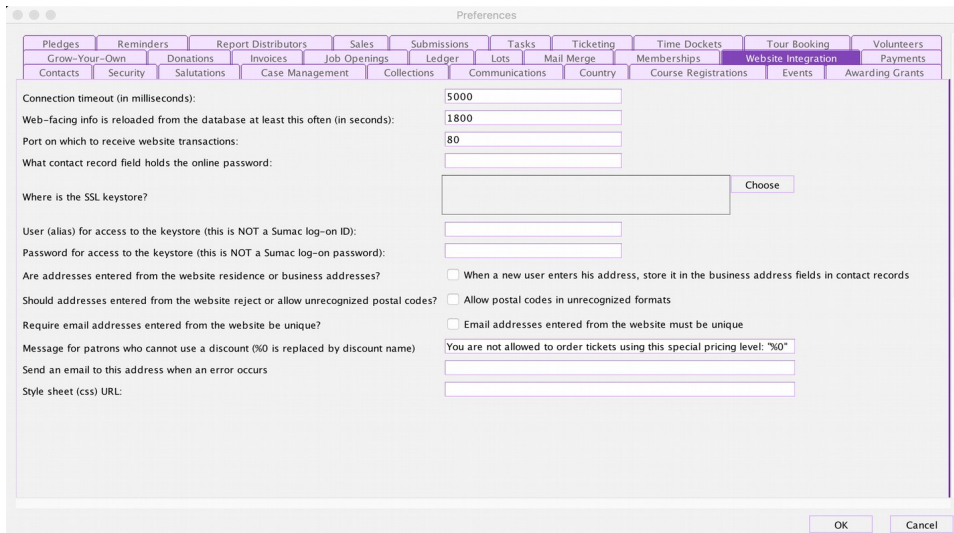 Preferences
Pledges Reminders Report Distributors Sales Submissions Tasks Ticketing Time Dockets Tour Booking Volunteers
Grow-Your-Own Donations Invoices Job Openings Ledger Lots Mail Merge Memberships Website Integration Payments
Contacts Security Salutations Case Management Collections Communications Country Course Registrations Events Awarding Grants
Connection timeout (in milliseconds): 5000
Web-facing info is reloaded from the database at least this often (in seconds): 1800
Port on which to receive website transactions: 80
What contact record field holds the online password:
Where is the SSL keystore? Choose
User (alias) for access to the keystore (this is NOT a Sumac log-on ID):
Password for access to the keystore (this is NOT a Sumac log-on password):
Are addresses entered from the website residence or business addresses? When a new user enters his address, store it in the business address fields in contact records
Should addresses entered from the website reject or allow unrecognized postal codes? Allow postal codes in unrecognized formats
Require email addresses entered from the website be unique? Email addresses entered from the website must be unique
Message for patrons who cannot use a discount (%0 is replaced by discount name) You are not allowed to order tickets using this special pricing level: "%0"
Send an email to this address when an error occurs
Style sheet (css) URL:
OK Cancel